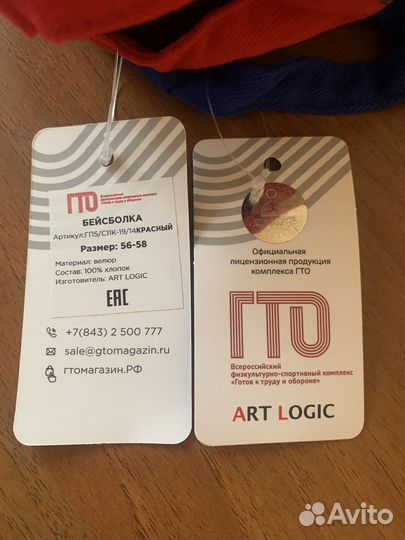 ГТО
Всероссийский
физкультурно-спортивный комплекс
«Готов к труду и обороне»
БЕЙСБОЛКА
Артикул:ГП5/С11К-19/14КРАСНЫЙ
Размер: 56-58
Материал: велюр
Состав: 100% хлопок
Изготовитель: ART LOGIC
EAC
+7(843) 2 500 777
sale@gtomagazin.ru
гтомагазин.РФ
Официальная
лицензионная продукция
комплекса ГТО
ГТО
Всероссийский
физкультурно-спортивный комплекс
«Готов к труду и обороне»
ART LOGIC
Avito